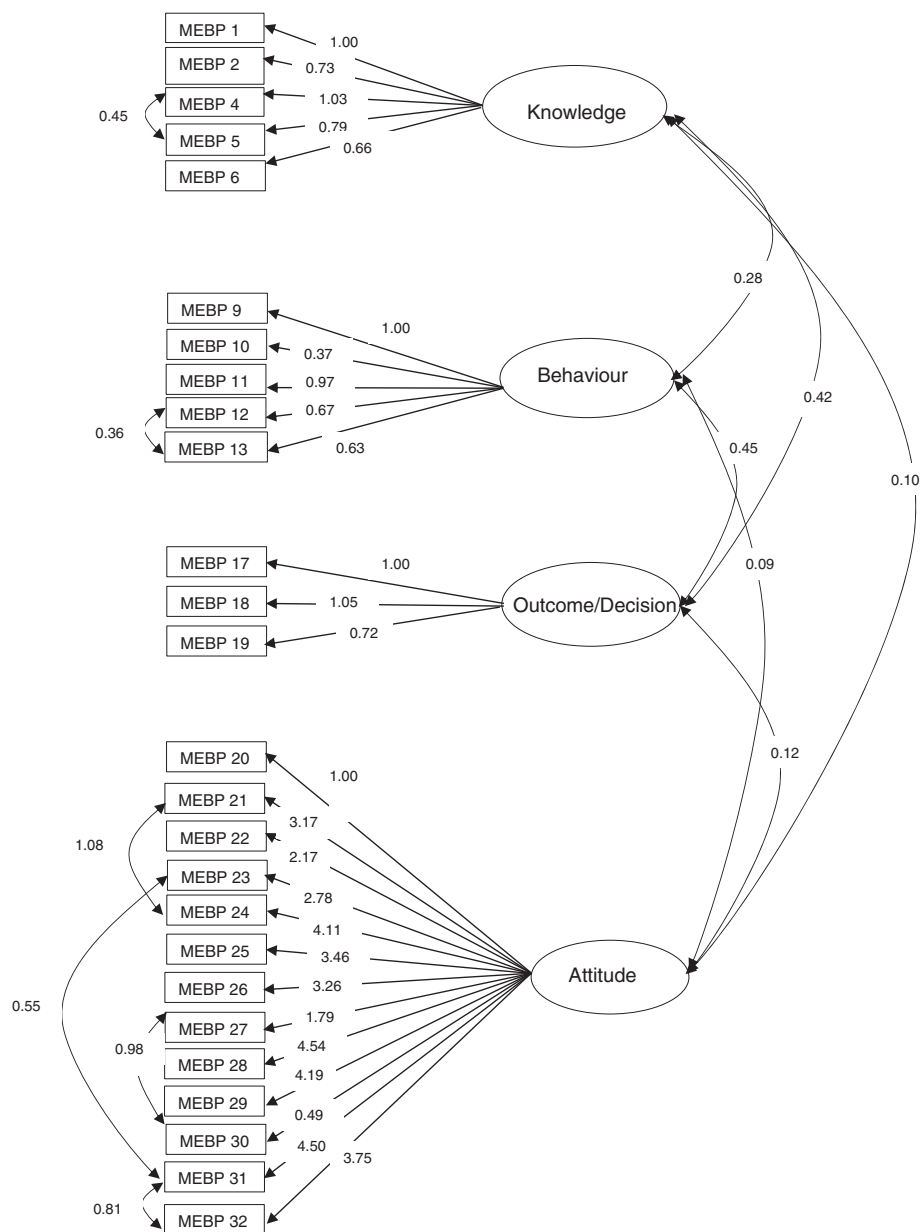 MEBP 1
1.00
MEBP 2
0.73
MEBP 4
1.03
Knowledge
0.45
MEBP 5
0.79
MEBP 6
0.66
0.28
MEBP 9
1.00
MEBP 10
0.37
MEBP 11
0.97
Behaviour
MEBP 12
0.67
0.42
0.36
MEBP 13
0.63
0.45
0.10
MEBP 17
1.00
0.09
MEBP 18
1.05
Outcome/Decision
MEBP 19
0.72
MEBP 20
1.00
0.12
MEBP 21
3.17
1.08
MEBP 22
2.17
MEBP 23
2.78
MEBP 24
4.11
MEBP 25
3.46
Attitude
MEBP 26
3.26
0.55
MEBP 27
1.79
0.98
MEBP 28
4.54
MEBP 29
4.19
MEBP 30
0.49
MEBP 31
4.50
3.75
0.81
MEBP 32